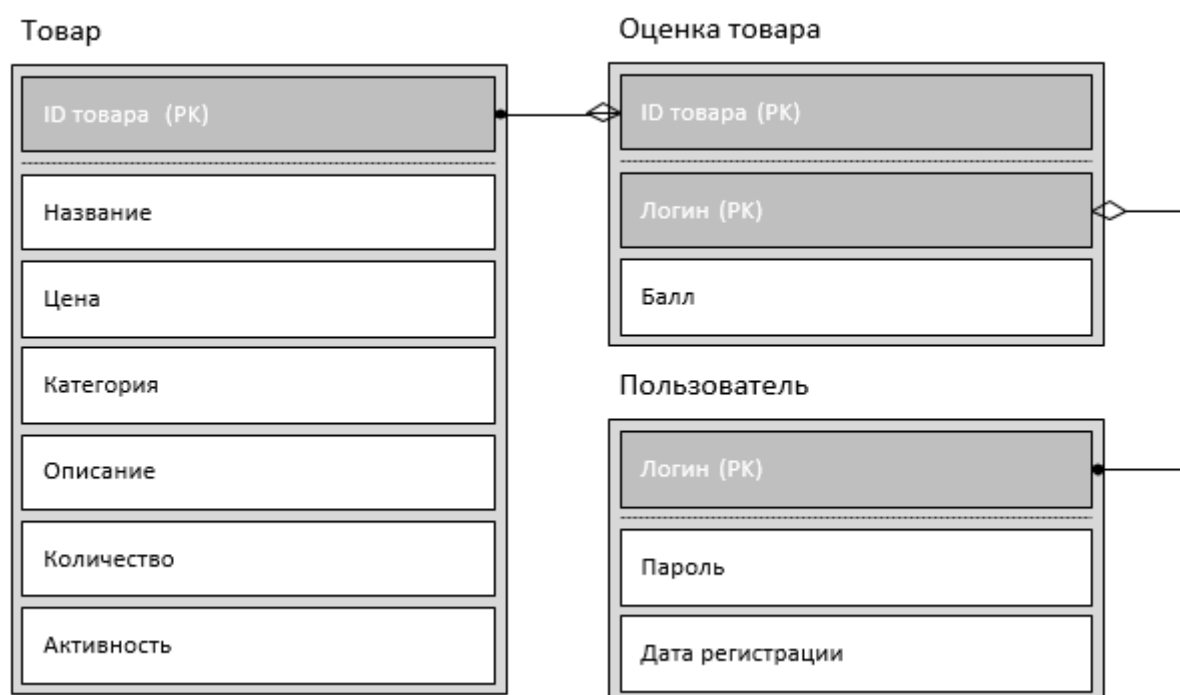 Товар
ID товара (PK)
Название
Цена
Категория
Описание
Количество
Активность
Оценка товара
ID товара (PK)
Логин (PK)
Балл
Пользователь
Логин (PK)
Пароль
Дата регистрации